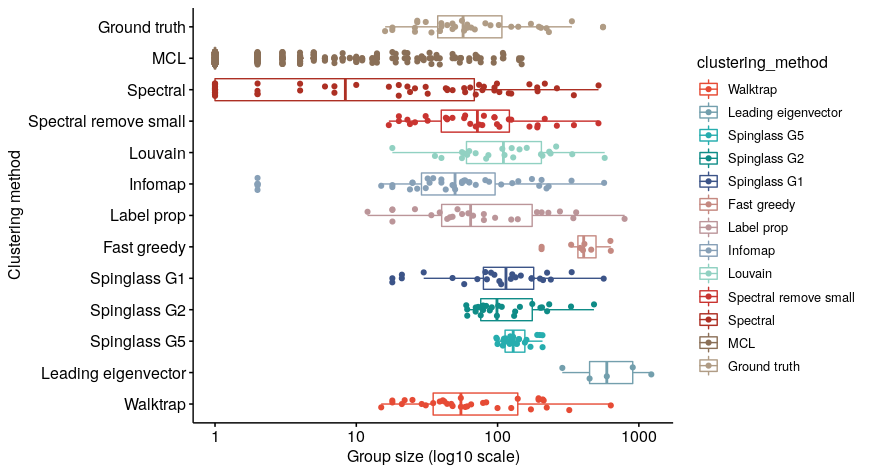 Clustering method
Ground truth
MCL
Spectral
Spectral remove small
Louvain
Infomap
Label prop
Fast greedy
Spinglass G1
Spinglass G2
Spinglass G5
Leading eigenvector
Walktrap
1 10 100 1000
Group size (log10 scale)
clustering_method
Walktrap
Leading eigenvector
Spinglass G5
Spinglass G2
Spinglass G1
Fast greedy
Label prop
Infomap
Louvain
Spectral remove small
Spectral
MCL
Ground truth